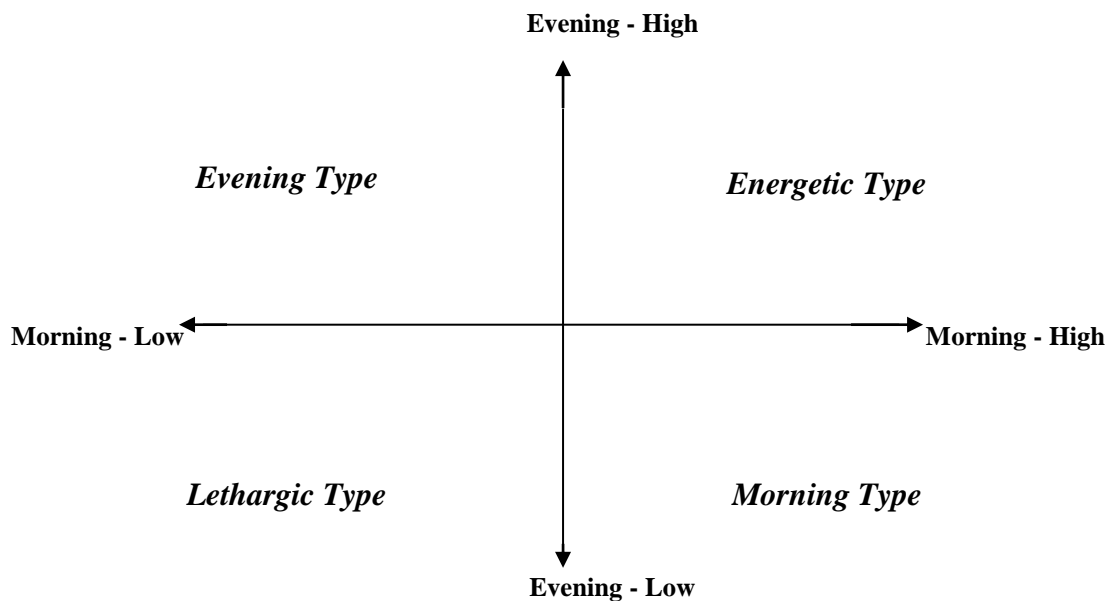 Evening - High
Evening Type
Energetic Type
Morning - Low
Morning - High
Lethargic Type
Morning Type
Evening - Low